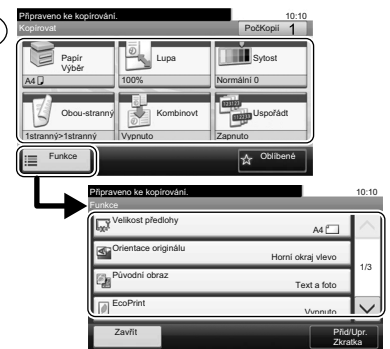 Připraveno ke kopírování. 10:10
Kopírovat PočKopií 1
Papír Výběr
A4
Lupa
100%
Sytost
Normální 0
Obou-stranný
1stranný>1stranný
Kombinovt
Vypnuto
Uspořádt
Zapnuto
Funkce
Oblíbené
Připraveno ke kopírování. 10:10
Funkce
Velikost předlohy
A4
Orientace originálu
Horní okraj vlevo
1/3
Původní obraz
Text a foto
EcoPrint
Vypnuto
Zavřít
Přid/Upr. Zkratka